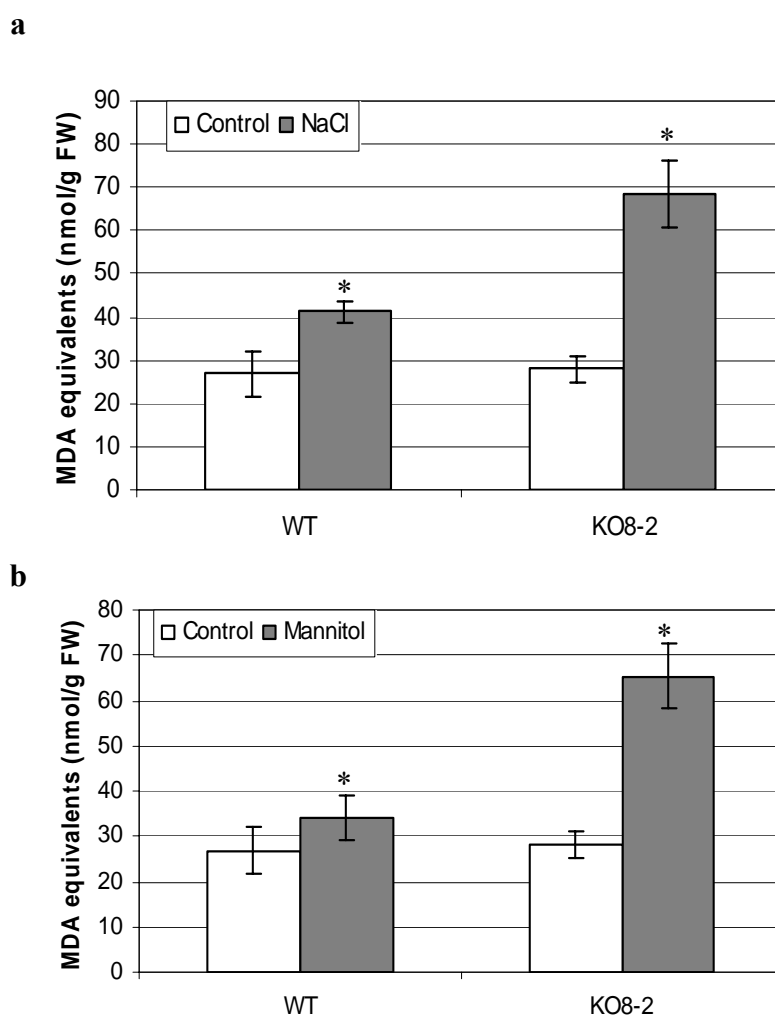 a
MDA equivalents (nmol/g FW)
90
80
70
60
50
40
30
20
10
0
Control NaCl
*
*
WT KO8-2
b
MDA equivalents (nmol/g FW)
80
70
60
50
40
30
20
10
0
Control Mannitol
*
*
WT KO8-2